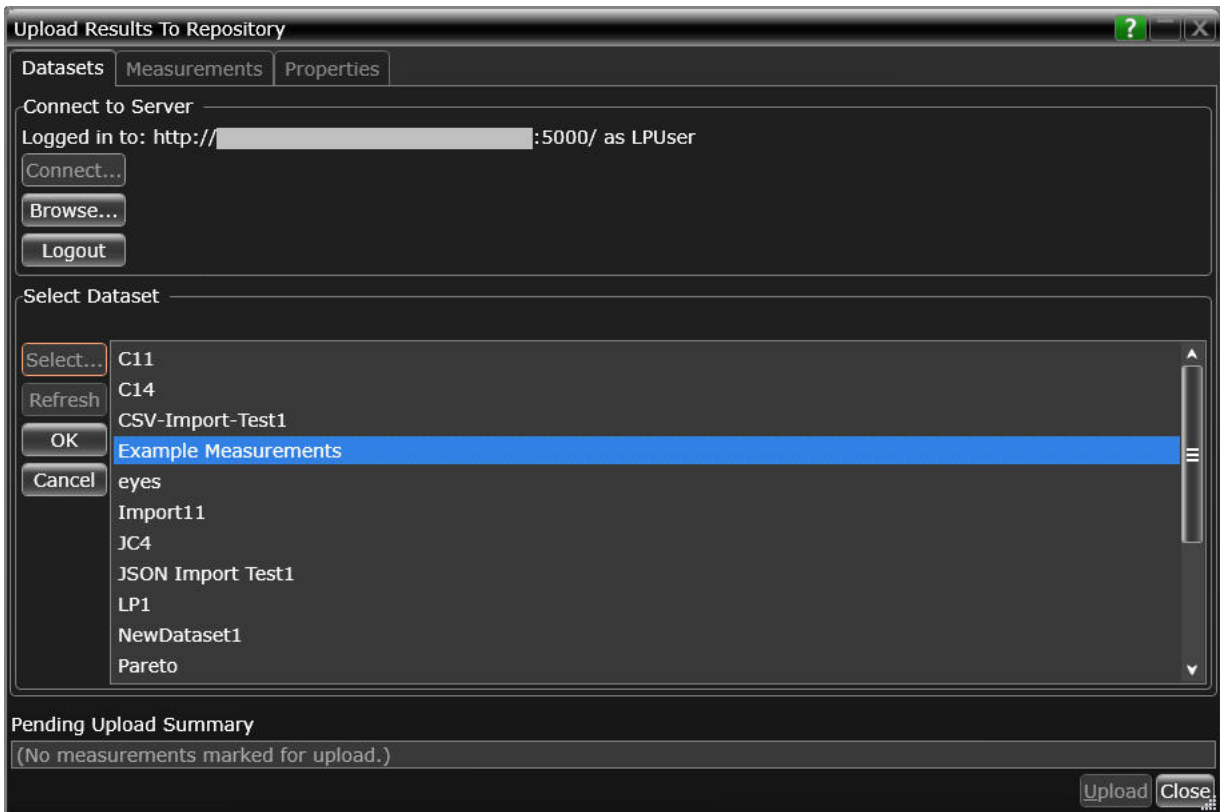 Upload Results To Repository
? X
Datasets Measurements Properties
Connect to Server
Logged in to: http:// :5000/ as LPUser
Connect...
Browse...
Logout
Select Dataset
Select...
Refresh
OK
Cancel
C11
C14
CSV-Import-Test1
Example Measurements
eyes
Import11
JC4
JSON Import Test1
LP1
NewDataset1
Pareto
Pending Upload Summary
(No measurements marked for upload.)
Upload Close